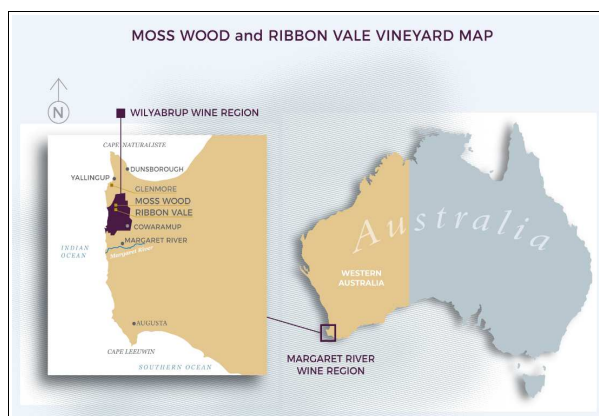 MOSS WOOD and RIBBON VALE VINEYARD MAP
N
WILYABRUP WINE REGION
CAPE NATURALISTE
DUNSBOROUGH
YALLINGUP
GLENMORE
MOSS WOOD
RIBBON VALE
COWARAMUP
MARGARET RIVER
Margaret River
INDIAN
OCEAN
AUGUSTA
CAPE LEEUWIN
SOUTHERN OCEAN
Australia
WESTERN
AUSTRALIA
MARGARET RIVER
WINE REGION